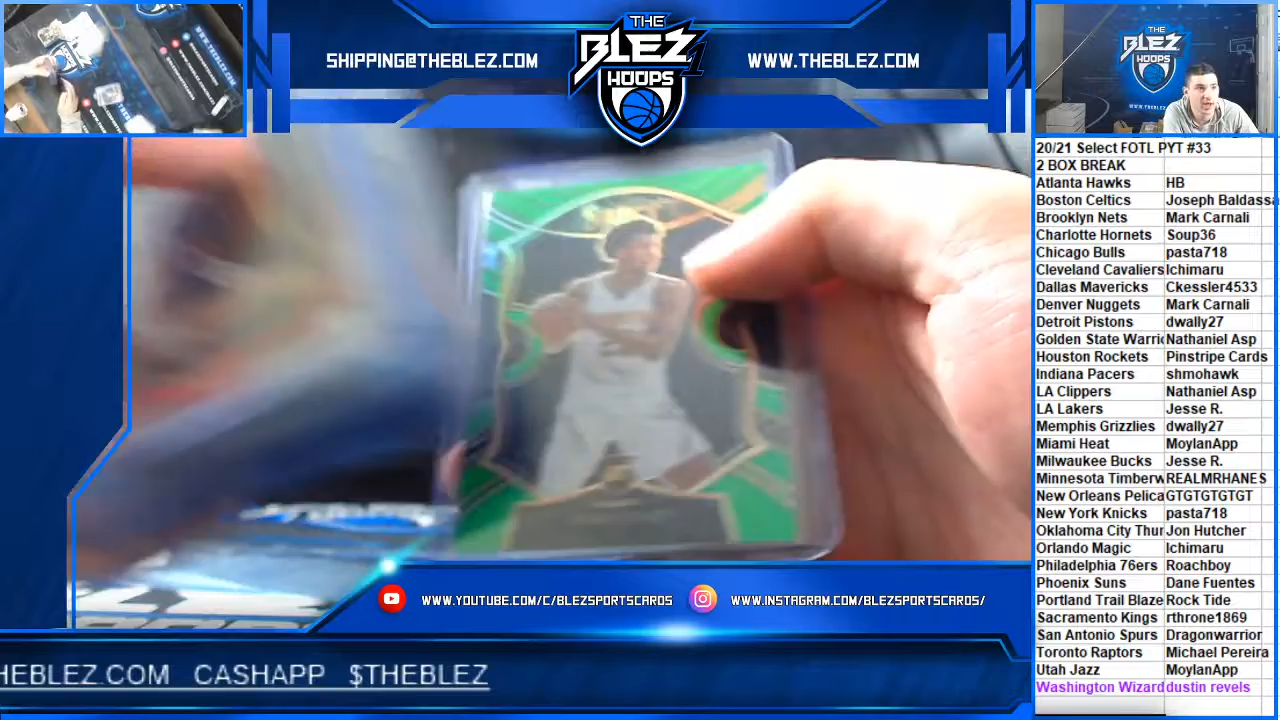 THE
BLEZ
1
HOOPS
SHIPPING@THEBLEZ.COM
WWW.THEBLEZ.COM
THE
BLEZ
HOOPS
20/21 Select FOTL PYT #33
2 BOX BREAK
Atlanta Hawks HB
Boston Celtics Joseph Baldassa
Brooklyn Nets Mark Carnali
Charlotte Hornets Soup36
Chicago Bulls pasta718
Cleveland Cavaliers Ichimaru
Dallas Mavericks Ckessler4533
Denver Nuggets Mark Carnali
Detroit Pistons dwally27
Golden State Warric Nathaniel Asp
Houston Rockets Pinstripe Cards
Indiana Pacers shmohawk
LA Clippers Nathaniel Asp
LA Lakers Jesse R.
Memphis Grizzlies dwally27
Miami Heat MoylanApp
Milwaukee Bucks Jesse R.
Minnesota Timberw REALMRHANES
New Orleans Pelica GTGTGTGTGT
New York Knicks pasta718
Oklahoma City Thur Jon Hutcher
Orlando Magic Ichimaru
Philadelphia 76ers Roachboy
Phoenix Suns Dane Fuentes
Portland Trail Blaze Rock Tide
Sacramento Kings rthrone1869
San Antonio Spurs Dragonwarrior
Toronto Raptors Michael Pereira
Utah Jazz MoylanApp
Washington Wizard dustin revels
WWW.YOUTUBE.COM/C/BLEZSPORTSCARDS
WWW.INSTAGRAM.COM/BLEZSPORTSCARDS/
HEBLEZ.COM CASHAPP $THEBLEZ